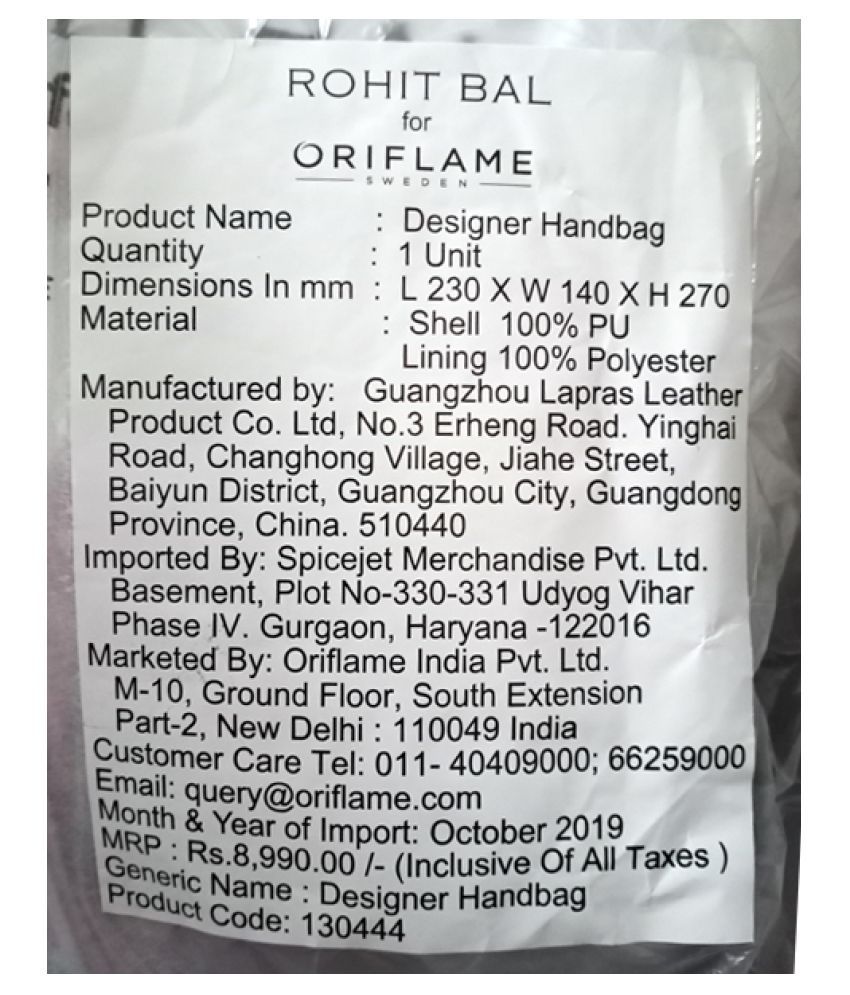 ROHIT BAL
for
ORIFLAME
SWEDEN
Product Name : Designer Handbag
Quantity : 1 Unit
Dimensions In mm : L 230 X W 140 X H 270
Material : Shell 100% PU
Lining 100% Polyester
Manufactured by: Guangzhou Lapras Leather
Product Co. Ltd, No.3 Erheng Road. Yinghai
Road, Changhong Village, Jiahe Street,
Baiyun District, Guangzhou City, Guangdong
Province, China. 510440
Imported By: Spicejet Merchandise Pvt. Ltd.
Basement, Plot No-330-331 Udyog Vihar
Phase IV. Gurgaon, Haryana -122016
Marketed By: Oriflame India Pvt. Ltd.
M-10, Ground Floor, South Extension
Part-2, New Delhi : 110049 India
Customer Care Tel: 011- 40409000; 66259000
Email: query@oriflame.com
Month & Year of Import: October 2019
MRP : Rs.8,990.00 /- (Inclusive Of All Taxes )
Generic Name : Designer Handbag
Product Code: 130444